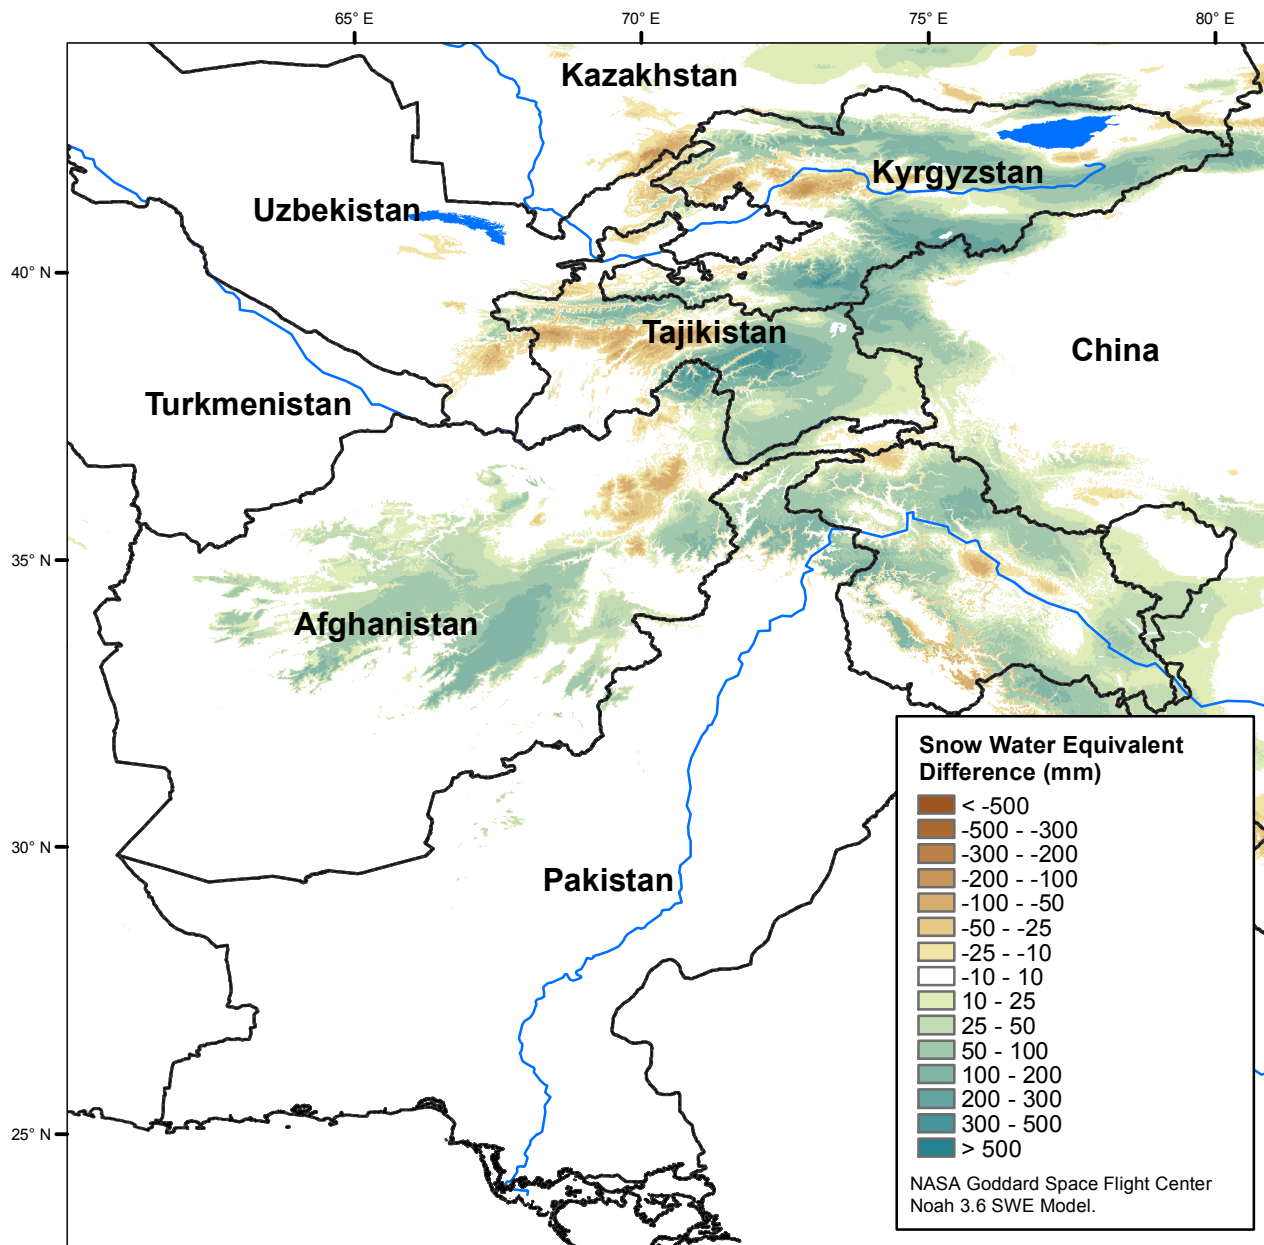 65° E
70° E
75° E
80° E
Kazakhstan
Kyrgyzstan
Uzbekistan
40° N
Tajikistan
China
Turkmenistan
35° N
Afghanistan
30° N
Pakistan
25° N
Snow Water Equivalent
Difference (mm)
< -500
-500 - -300
-300 - -200
-200 - -100
-100 - -50
-50 - -25
-25 - -10
-10 - 10
10 - 25
25 - 50
50 - 100
100 - 200
200 - 300
300 - 500
> 500
NASA Goddard Space Flight Center
Noah 3.6 SWE Model.